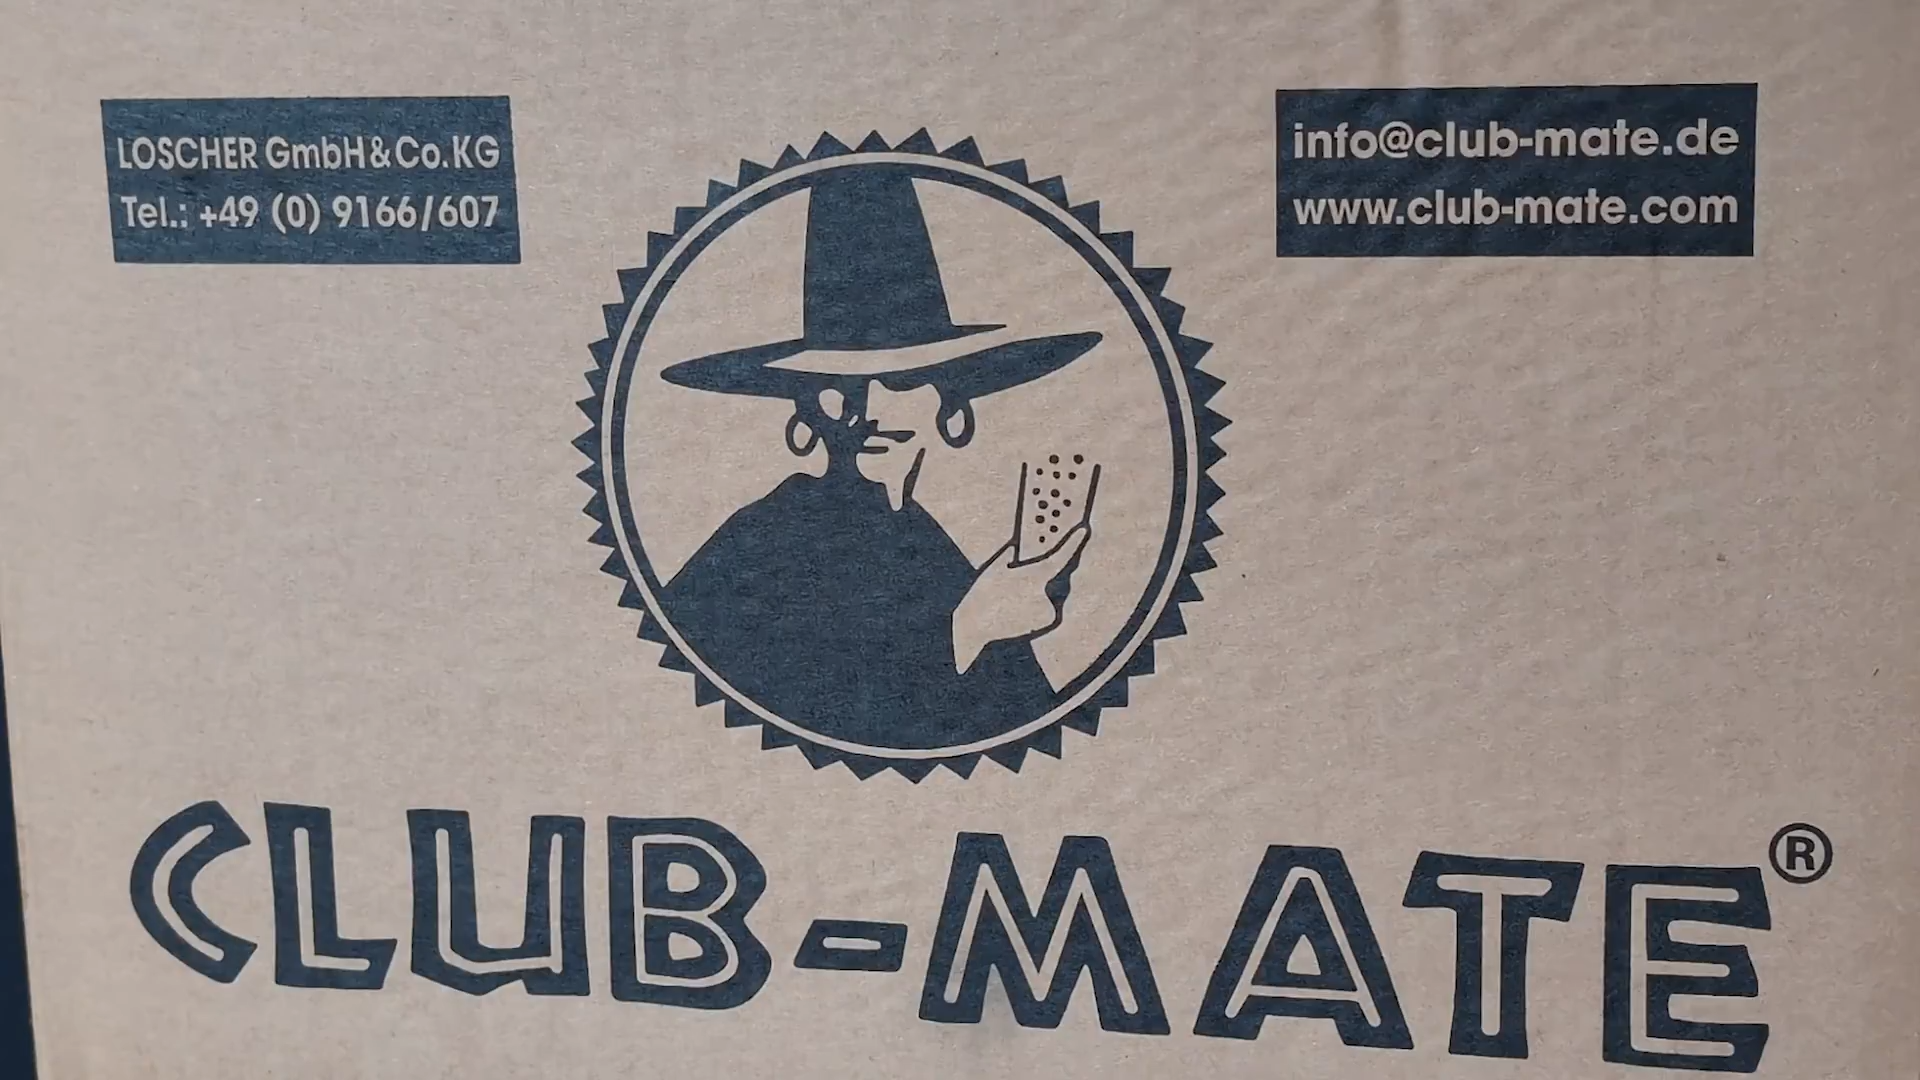 LOSCHER GmbH & Co. KG
Tel.: +49 (0) 9166/607
info@club-mate.de
www.club-mate.com
CLUB-MATE®